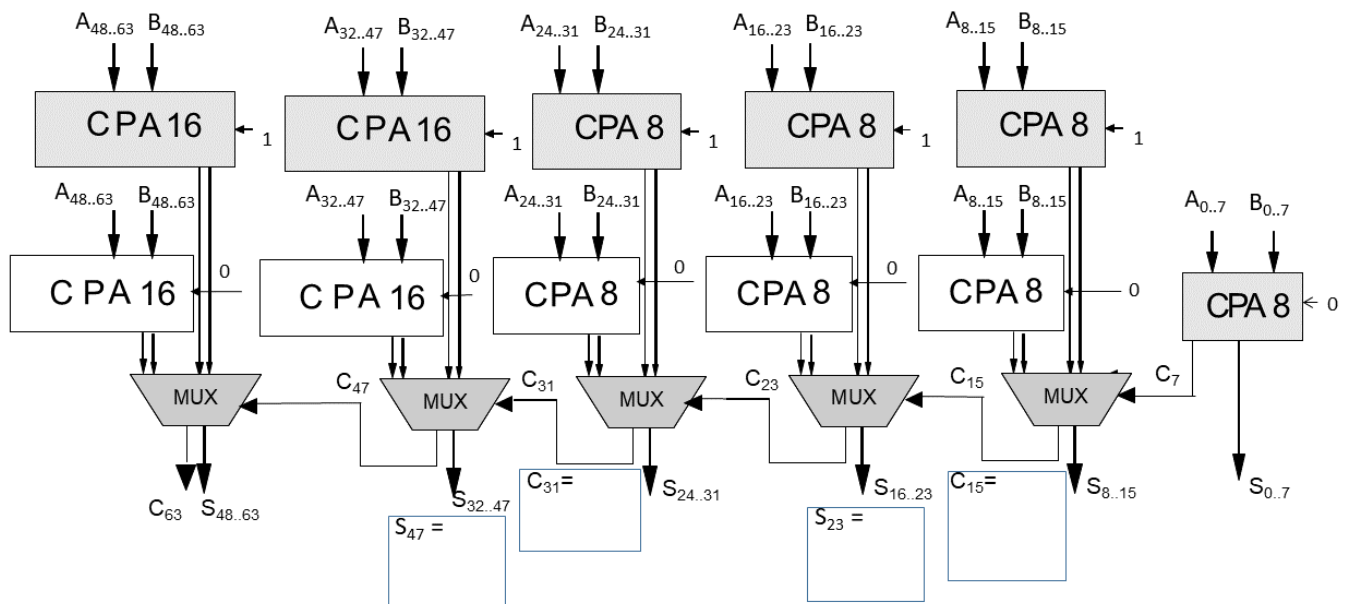 A48..63 B48..63
A32..47 B32..47
A24..31 B24..31
A16..23 B16..23
A8..15 B8..15
CPA 16
1
CPA 16
1
CPA 8
1
CPA 8
1
CPA 8
1
A48..63 B48..63
A32..47 B32..47
A24..31 B24..31
A16..23 B16..23
A8..15 B8..15
A0..7 B0..7
CPA 16
0
CPA 16
0
CPA 8
0
CPA 8
0
CPA 8
0
CPA 8
0
MUX
C47
MUX
C31
MUX
C23
MUX
C15
MUX
C7
C63 S48..63
S32..47
C31=
S24..31
S16..23
C15=
S8..15
S0..7
S47 =
S23 =